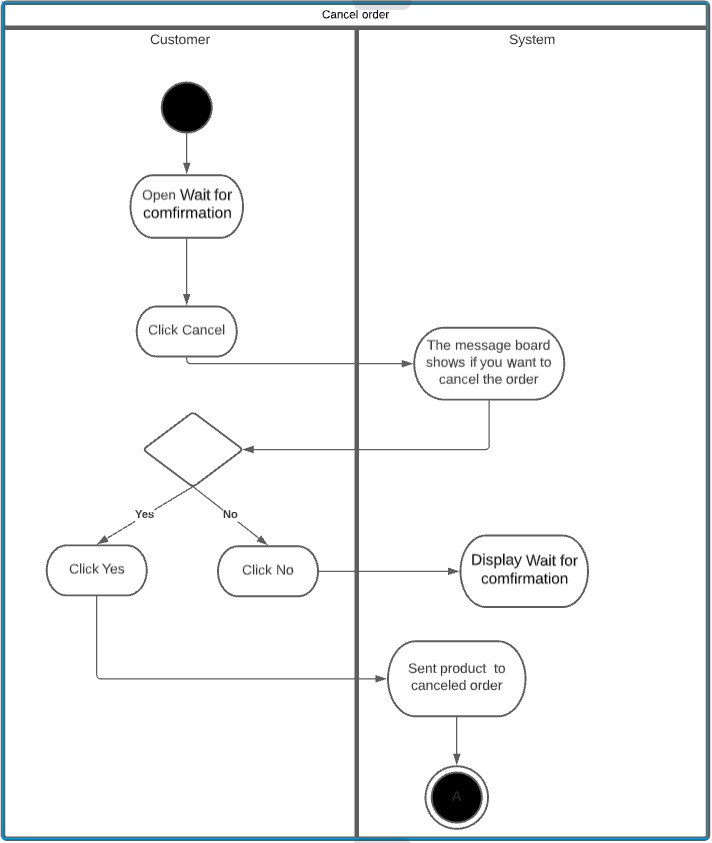 Cancel order
Customer
System
Open Wait for
comfirmation
Click Cancel
The message board
shows if you want to
cancel the order
Yes
No
Click Yes
Click No
Display Wait for
comfirmation
Sent product to
canceled order
A